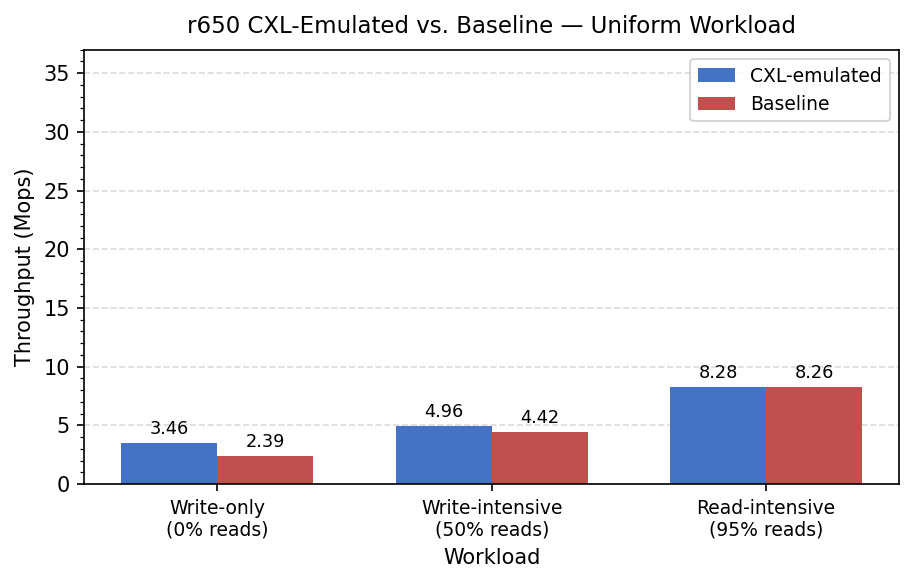 r650 CXL-Emulated vs. Baseline — Uniform Workload
CXL-emulated
Baseline
Throughput (Mops)
35
30
25
20
15
10
5
0
3.46
2.39
4.96
4.42
8.28
8.26
Write-only
(0% reads)
Write-intensive
(50% reads)
Read-intensive
(95% reads)
Workload